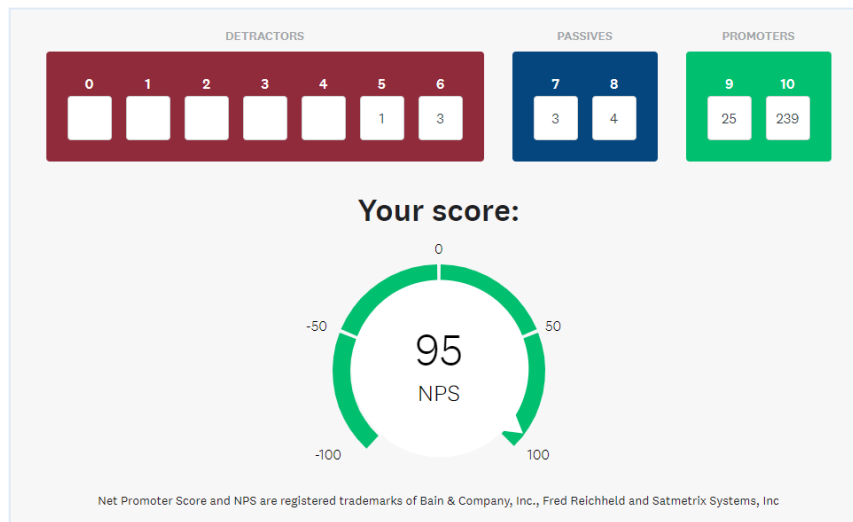 DETRACTORS PASSIVES PROMOTERS
0 1 2 3 4 5 6 7 8 9 10
1 3 3 4 25 239
Your score:
0
-50 50
95
NPS
-100 100
Net Promoter Score and NPS are registered trademarks of Bain & Company, Inc., Fred Reichheld and Satmetrix Systems, Inc